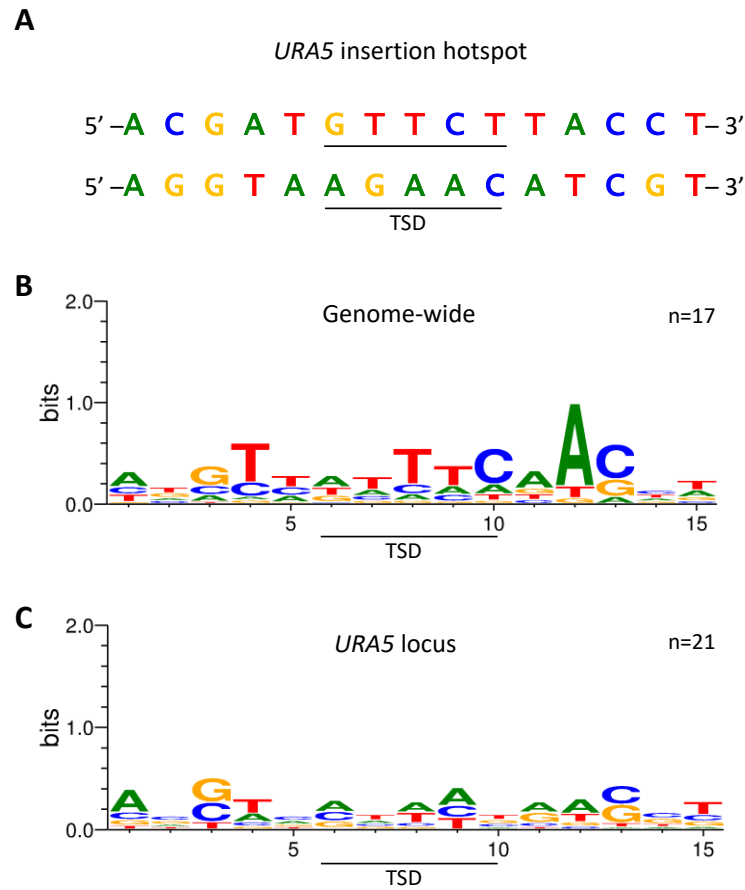 A
URA5 insertion hotspot
5’ –A C G A T G T T C T T A C C T– 3’
5’ –A G G T A A G A A C A T C G T– 3’
TSD
B
Genome-wide
n=17
2.0
1.0
0.0
bits
5
10
15
TSD
C
URA5 locus
n=21
2.0
1.0
0.0
bits
5
10
15
TSD